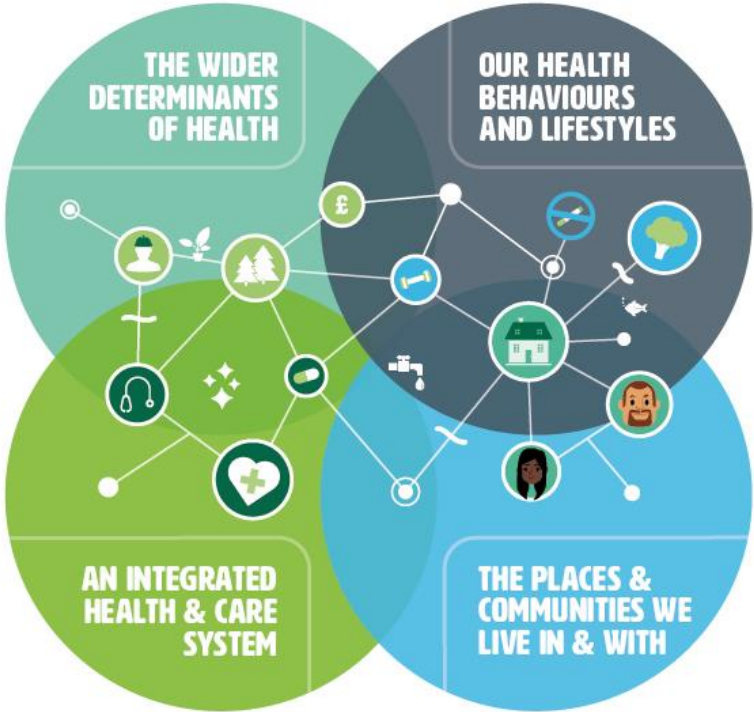 THE WIDER
DETERMINANTS
OF HEALTH
OUR HEALTH
BEHAVIOURS
AND LIFESTYLES
£
AN INTEGRATED
HEALTH & CARE
SYSTEM
THE PLACES &
COMMUNITIES WE
LIVE IN & WITH